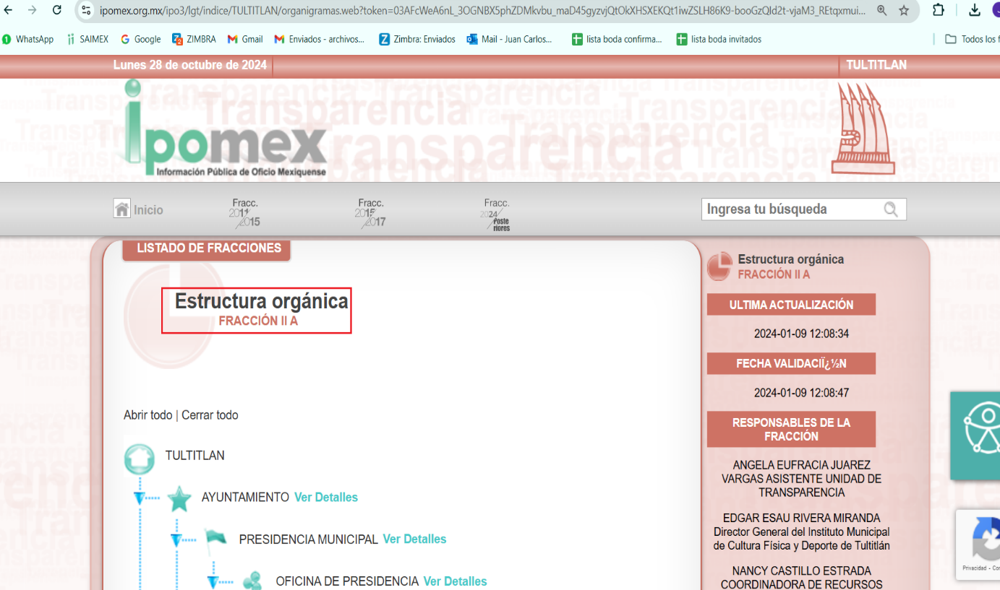 ipomex.org.mx/ipo3/lgt/indice/TULTITLAN/organigramas.web?token=03AFcWeA6nL_3OGNBX5phZDMkvbu_maD45gyzvjQtOkXHSXEKQt1iwZSLH86K9-booGzQId2t-vjaM3_REtqxmui...
WhatsApp SAIMEX Google ZIMBRA Gmail Enviados - archivos... Zimbra: Enviados Mail - Juan Carlos... lista boda confirma... lista boda invitados Todos los
Lunes 28 de octubre de 2024 TULTITLAN
ipomex
Información Pública de Oficio Mexiquense
Transparencia
Inicio
Fracc.
2011/2015
Fracc.
2015/2017
Fracc.
2024/Posteriores
Ingresa tu búsqueda
LISTADO DE FRACCIONES
Estructura orgánica
FRACCIÓN II A
Abrir todo | Cerrar todo
TULTITLAN
AYUNTAMIENTO Ver Detalles
PRESIDENCIA MUNICIPAL Ver Detalles
OFICINA DE PRESIDENCIA Ver Detalles
Estructura orgánica
FRACCIÓN II A
ULTIMA ACTUALIZACIÓN
2024-01-09 12:08:34
FECHA VALIDACIÏ¿½N
2024-01-09 12:08:47
RESPONSABLES DE LA
FRACCIÓN
ANGELA EUFRACIA JUAREZ
VARGAS ASISTENTE UNIDAD DE
TRANSPARENCIA
EDGAR ESAU RIVERA MIRANDA
Director General del Instituto Municipal
de Cultura Física y Deporte de Tultitlán
NANCY CASTILLO ESTRADA
COORDINADORA DE RECURSOS
Privacidad